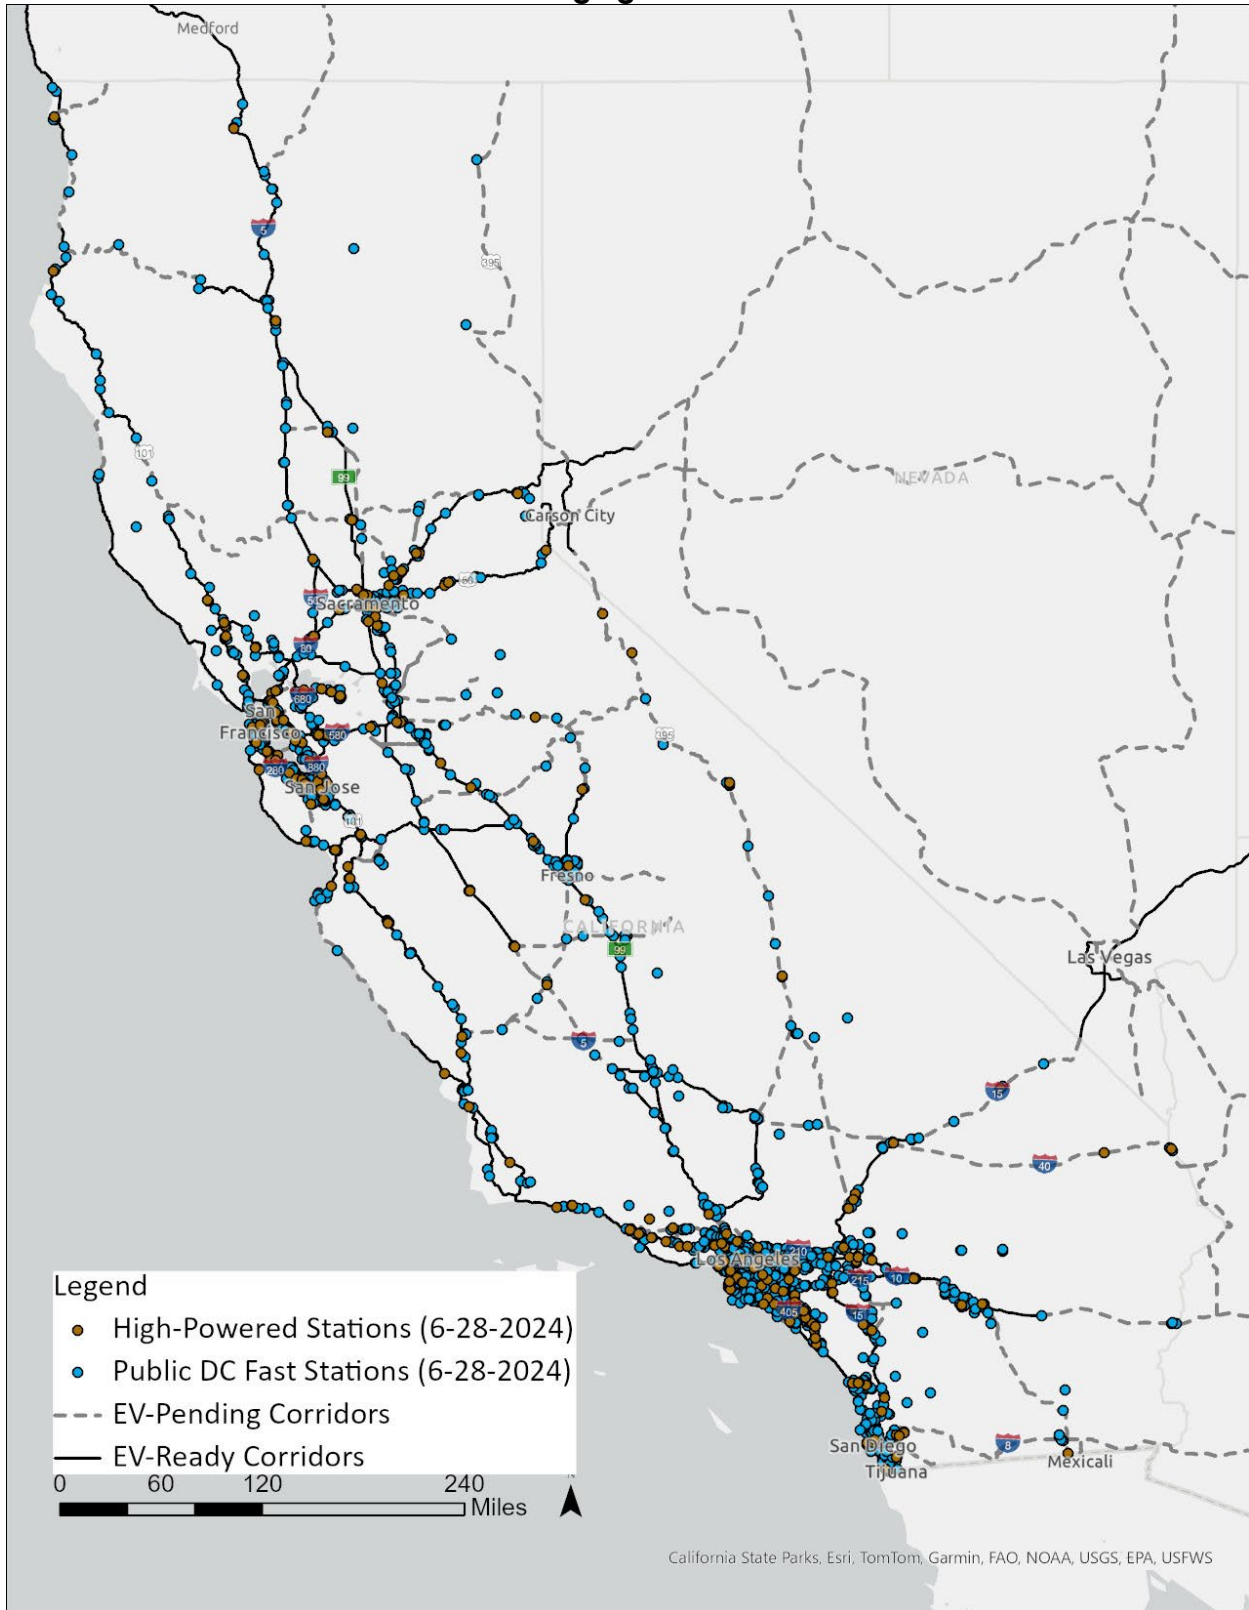 Medford
5
395
101
99
NEVADA
Carson City
50
Sacramento
80
680
San
Francisco
580
395
280
880
San Jose
101
Fresno
CALIFORNIA
99
Las Vegas
5
15
40
Los Angeles
210
215
10
405
15
San Diego
8
Tijuana
Mexicali
Legend
High-Powered Stations (6-28-2024)
Public DC Fast Stations (6-28-2024)
EV-Pending Corridors
EV-Ready Corridors
0 60 120 240
Miles
California State Parks, Esri, TomTom, Garmin, FAO, NOAA, USGS, EPA, USFWS